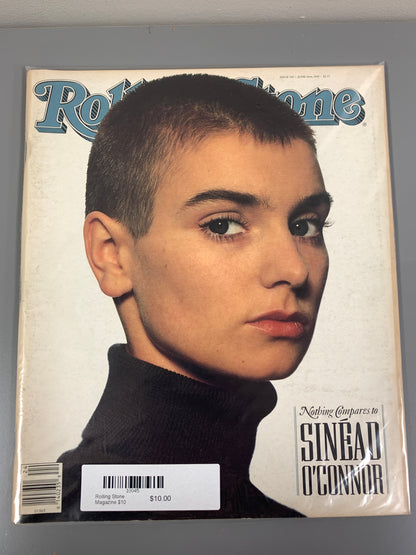 Rolling Stone
Nothing Compares to
SINÉAD
O'CONNOR
Rolling Stone
Magazine $10
$10.00